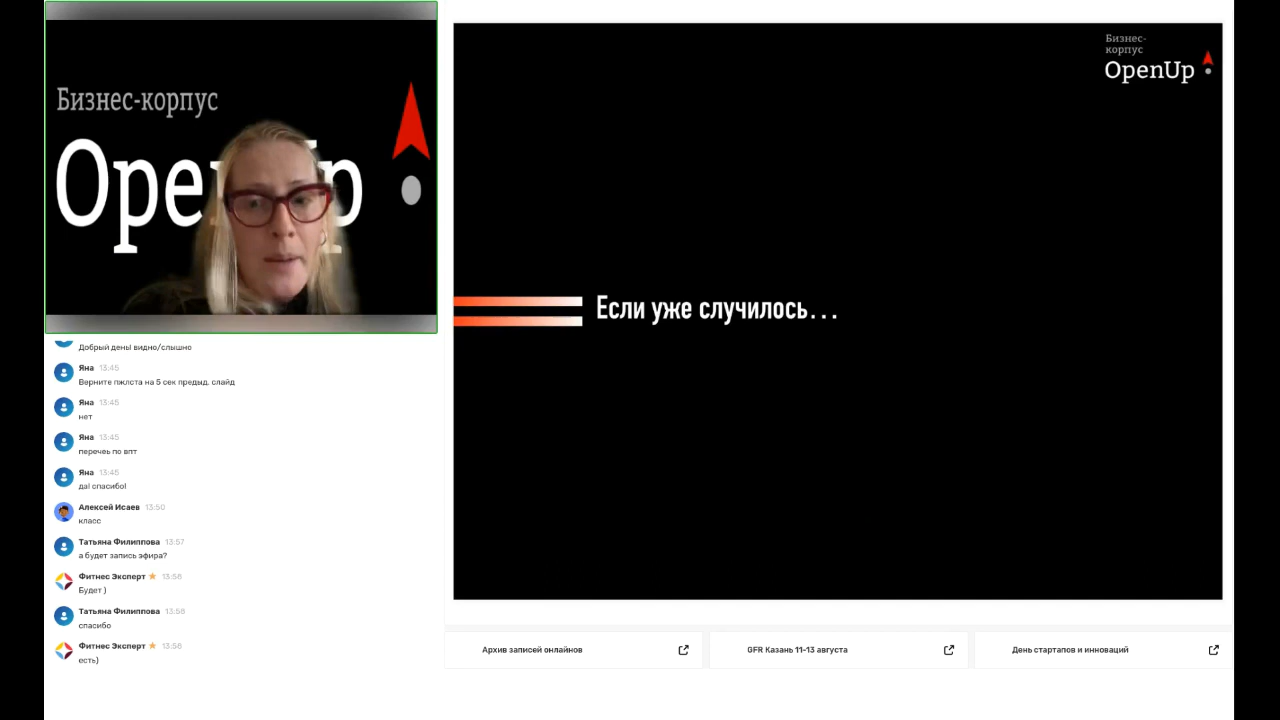 Бизнес-корпус
Бизнес-
корпус
OpenUp
Если уже случилось...
Добрый день! видно/слышно
Яна 13:45
Верните пжлста на 5 сек предыд. слайд
Яна 13:45
нет
Яна 13:45
перечеь по впт
Яна 13:45
да! спасибо!
Алексей Исаев 13:50
класс
Татьяна Филиппова 13:57
а будет запись эфира?
Фитнес Эксперт 13:58
Будет )
Татьяна Филиппова 13:58
спасибо
Фитнес Эксперт 13:58
есть)
Архив записей онлайнов
GFR Казань 11-13 августа
День стартапов и инноваций